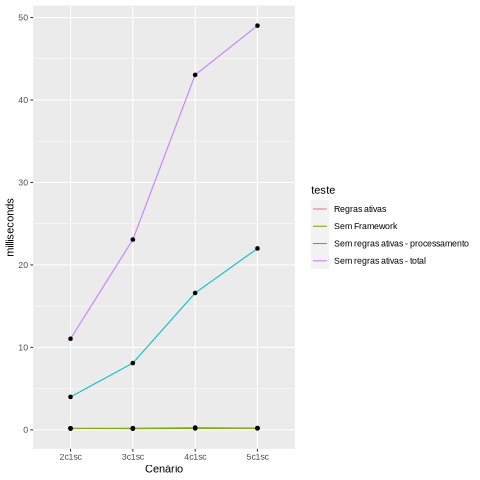 50
40
30
20
10
0
milliseconds
2c1sc 3c1sc 4c1sc 5c1sc
Cenário
teste
Regras ativas
Sem Framework
Sem regras ativas - processamento
Sem regras ativas - total